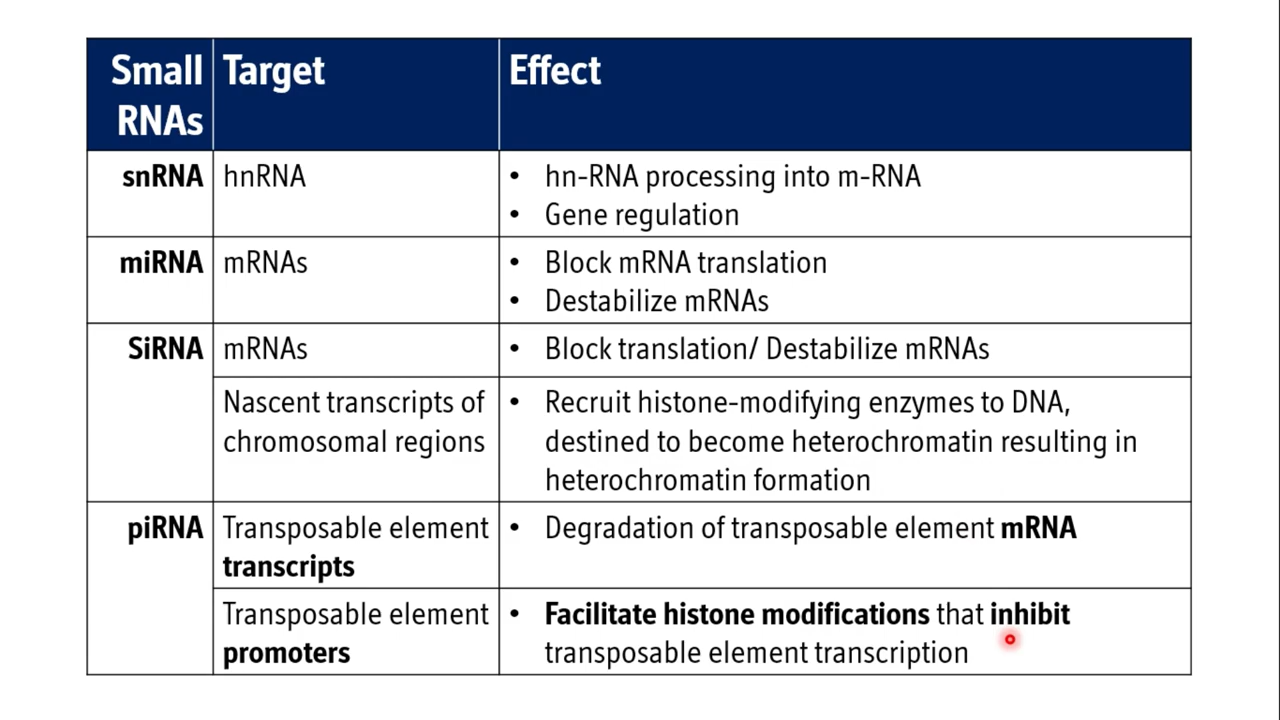 Small RNAs | Target | Effect
snRNA | hnRNA | • hn-RNA processing into m-RNA
• Gene regulation
miRNA | mRNAs | • Block mRNA translation
• Destabilize mRNAs
SiRNA | mRNAs | • Block translation/ Destabilize mRNAs
Nascent transcripts of
chromosomal regions
• Recruit histone-modifying enzymes to DNA,
destined to become heterochromatin resulting in
heterochromatin formation
piRNA | Transposable element
transcripts
• Degradation of transposable element mRNA
Transposable element
promoters
• Facilitate histone modifications that inhibit
transposable element transcription